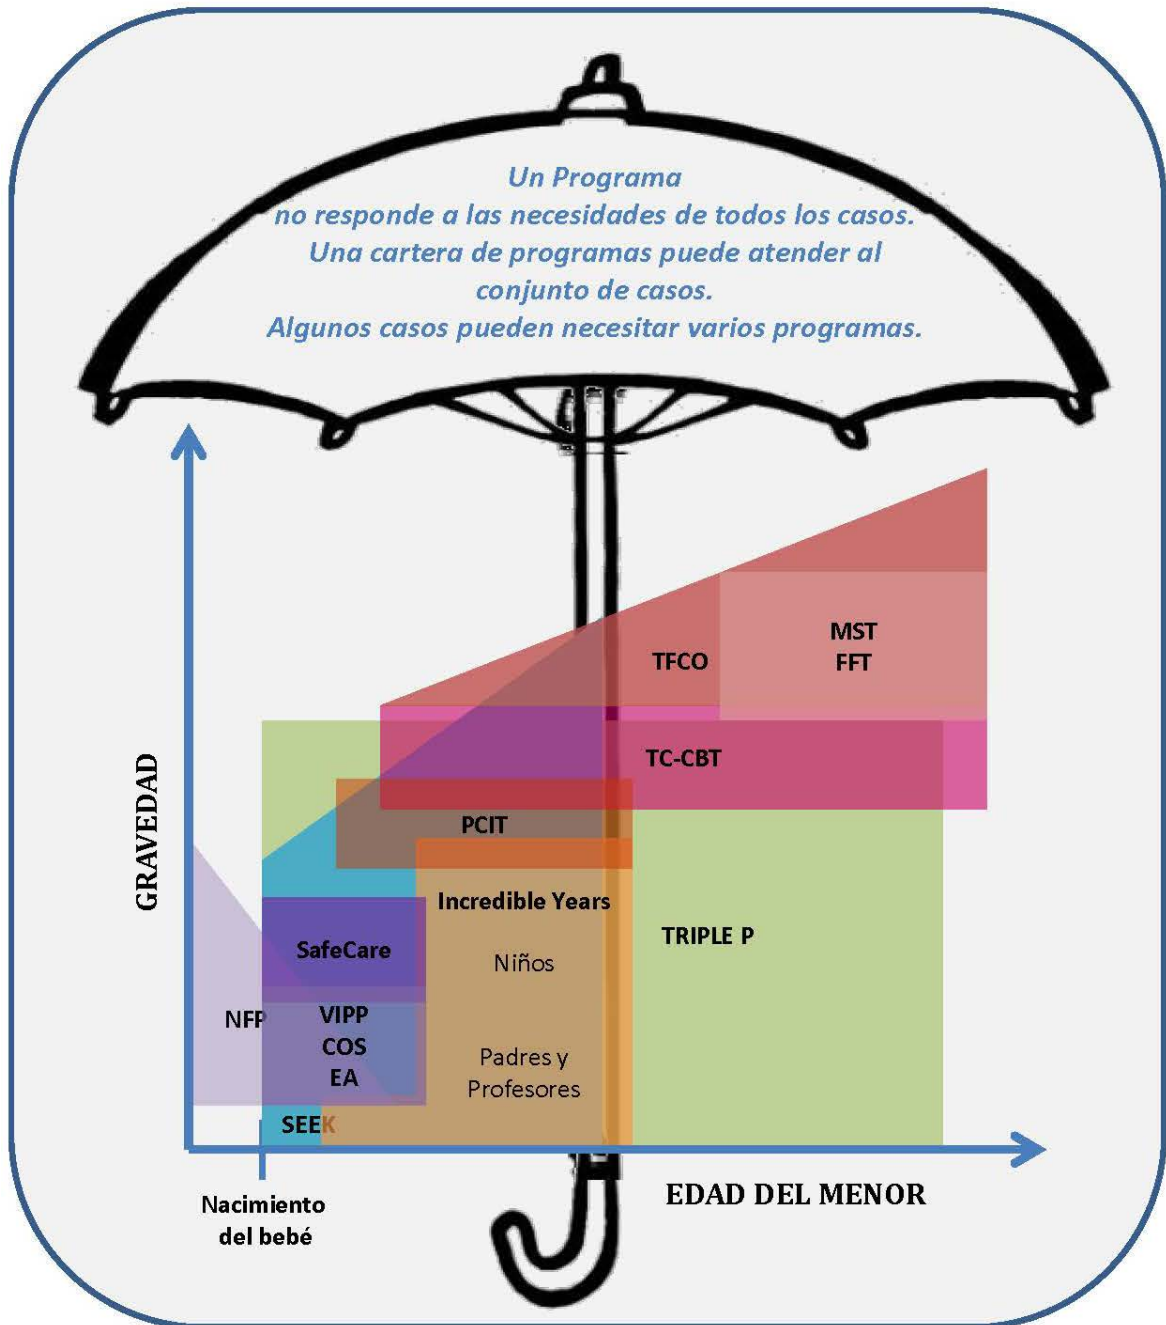 Un Programa
no responde a las necesidades de todos los casos.
Una cartera de programas puede atender al
conjunto de casos.
Algunos casos pueden necesitar varios programas.
MST
FFT
TFCO
TC-CBT
PCIT
GRAVEDAD
Incredible Years
TRIPLE P
SafeCare
Niños
NFP
VIPP
COS
EA
Padres y
Profesores
SEEK
EDAD DEL MENOR
Nacimiento
del bebé